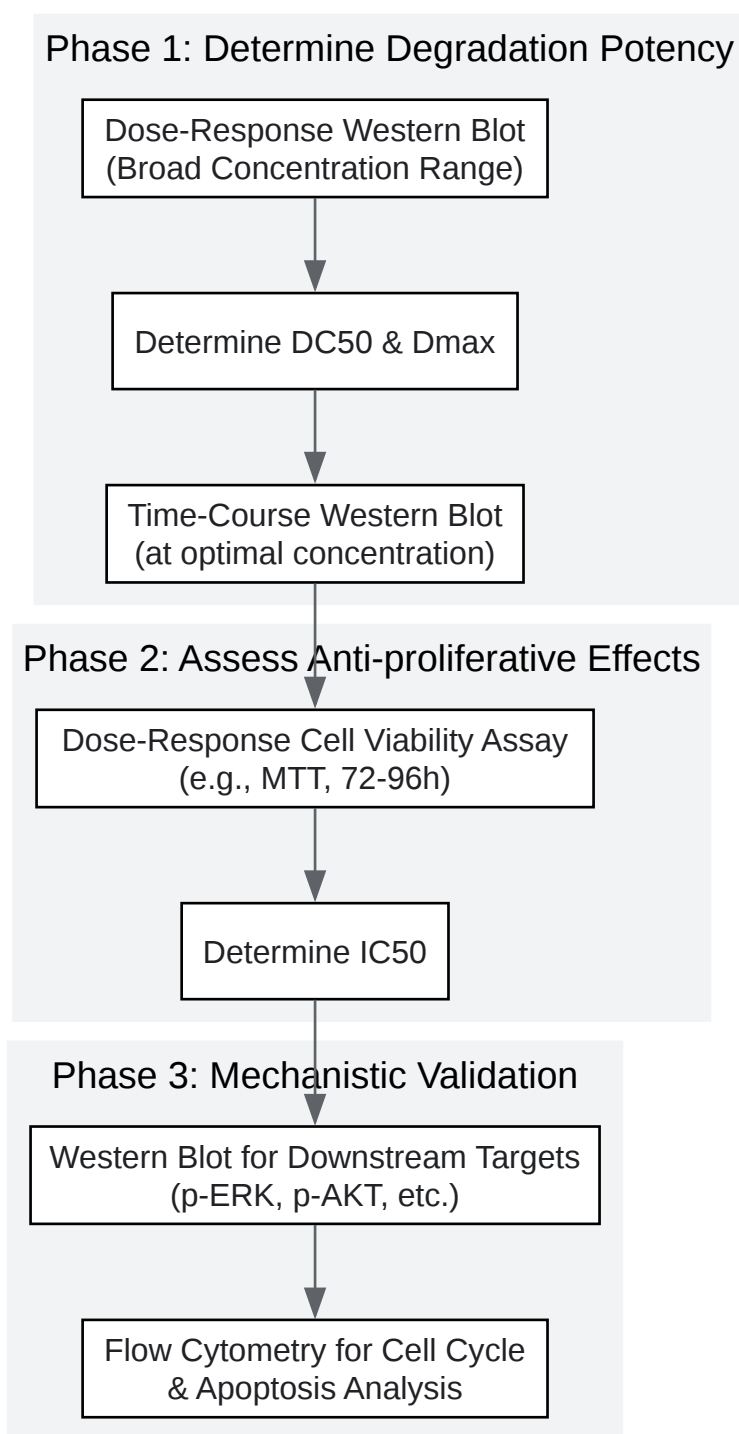 Phase 1: Determine Degradation Potency
Dose-Response Western Blot
(Broad Concentration Range)
Determine DC50 & Dmax
Time-Course Western Blot
(at optimal concentration)
Phase 2: Assess Anti-proliferative Effects
Dose-Response Cell Viability Assay
(e.g., MTT, 72-96h)
Determine IC50
Phase 3: Mechanistic Validation
Western Blot for Downstream Targets
(p-ERK, p-AKT, etc.)
Flow Cytometry for Cell Cycle
& Apoptosis Analysis